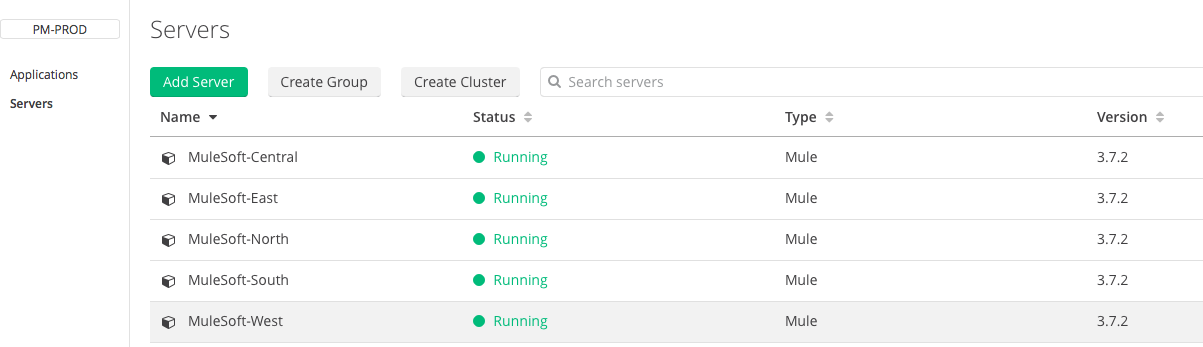 PM-PROD
Applications
Servers
Servers
Add Server Create Group Create Cluster Search servers
Name Status Type Version
MuleSoft-Central Running Mule 3.7.2
MuleSoft-East Running Mule 3.7.2
MuleSoft-North Running Mule 3.7.2
MuleSoft-South Running Mule 3.7.2
MuleSoft-West Running Mule 3.7.2